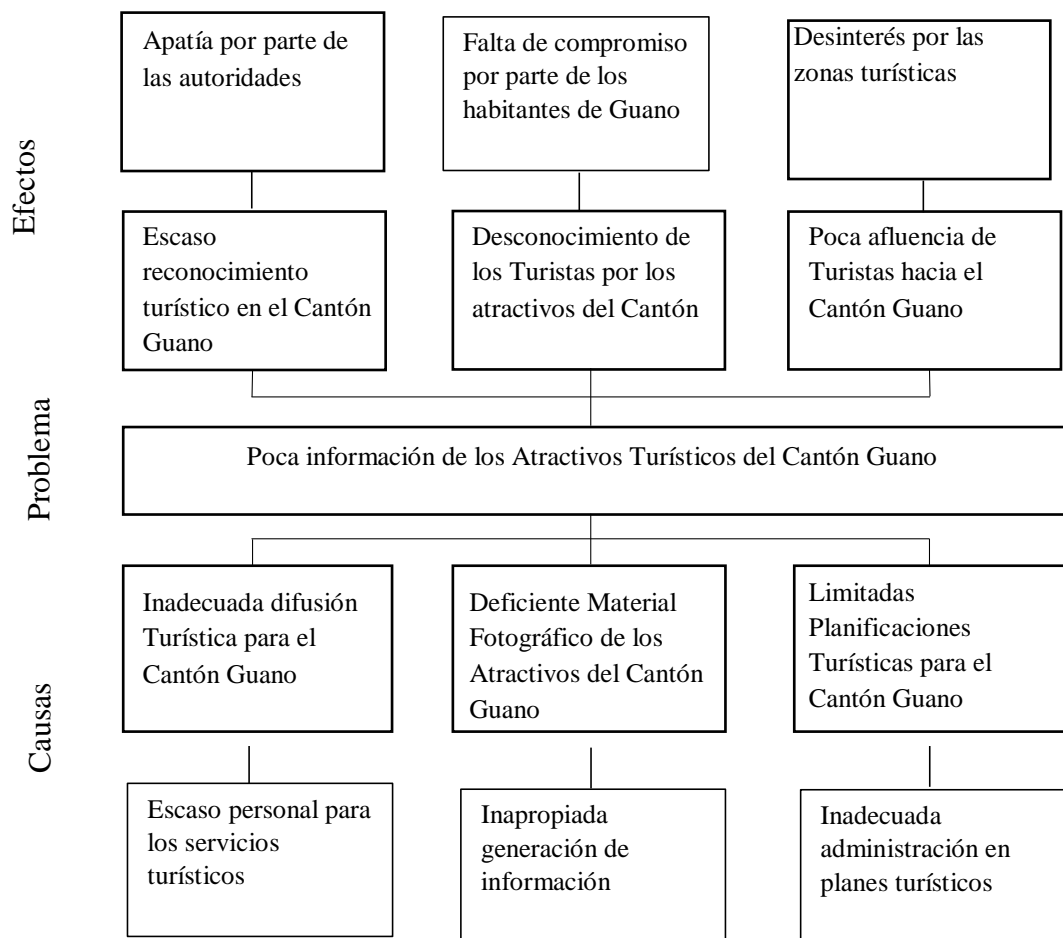 Efectos
Apatía por parte de
las autoridades
Falta de compromiso
por parte de los
habitantes de Guano
Desinterés por las
zonas turísticas
Escaso
reconocimiento
turístico en el Cantón
Guano
Desconocimiento de
los Turistas por los
atractivos del Cantón
Poca afluencia de
Turistas hacia el
Cantón Guano
Problema
Poca información de los Atractivos Turísticos del Cantón Guano
Causas
Inadecuada difusión
Turística para el
Cantón Guano
Deficiente Material
Fotográfico de los
Atractivos del Cantón
Guano
Limitadas
Planificaciones
Turísticas para el
Cantón Guano
Escaso personal para
los servicios
turísticos
Inapropiada
generación de
información
Inadecuada
administración en
planes turísticos